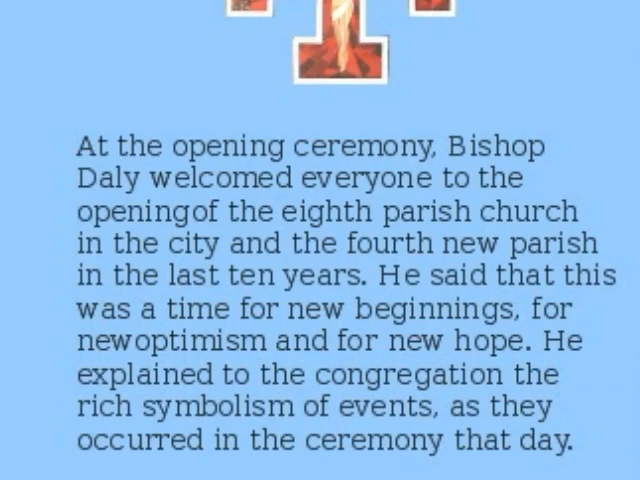 At the opening ceremony, Bishop
Daly welcomed everyone to the
openingof the eighth parish church
in the city and the fourth new parish
in the last ten years. He said that this
was a time for new beginnings, for
newoptimism and for new hope. He
explained to the congregation the
rich symbolism of events, as they
occurred in the ceremony that day.